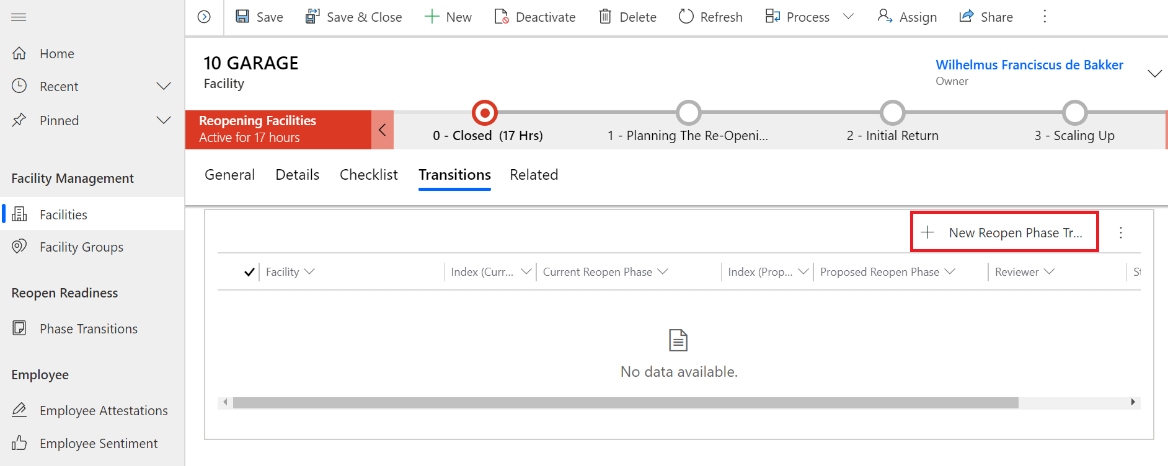 Save
Save & Close
New
Deactivate
Delete
Refresh
Process
Assign
Share
Home
Recent
Pinned
Facility Management
Facilities
Facility Groups
Reopen Readiness
Phase Transitions
Employee
Employee Attestations
Employee Sentiment
10 GARAGE
Facility
Wilhelmus Franciscus de Bakker
Owner
Reopening Facilities
Active for 17 hours
0 - Closed (17 Hrs)
1 - Planning The Re-Openi...
2 - Initial Return
3 - Scaling Up
General
Details
Checklist
Transitions
Related
New Reopen Phase Tr...
Facility
Index (Curr...
Current Reopen Phase
Index (Prop...
Proposed Reopen Phase
Reviewer
St
No data available.